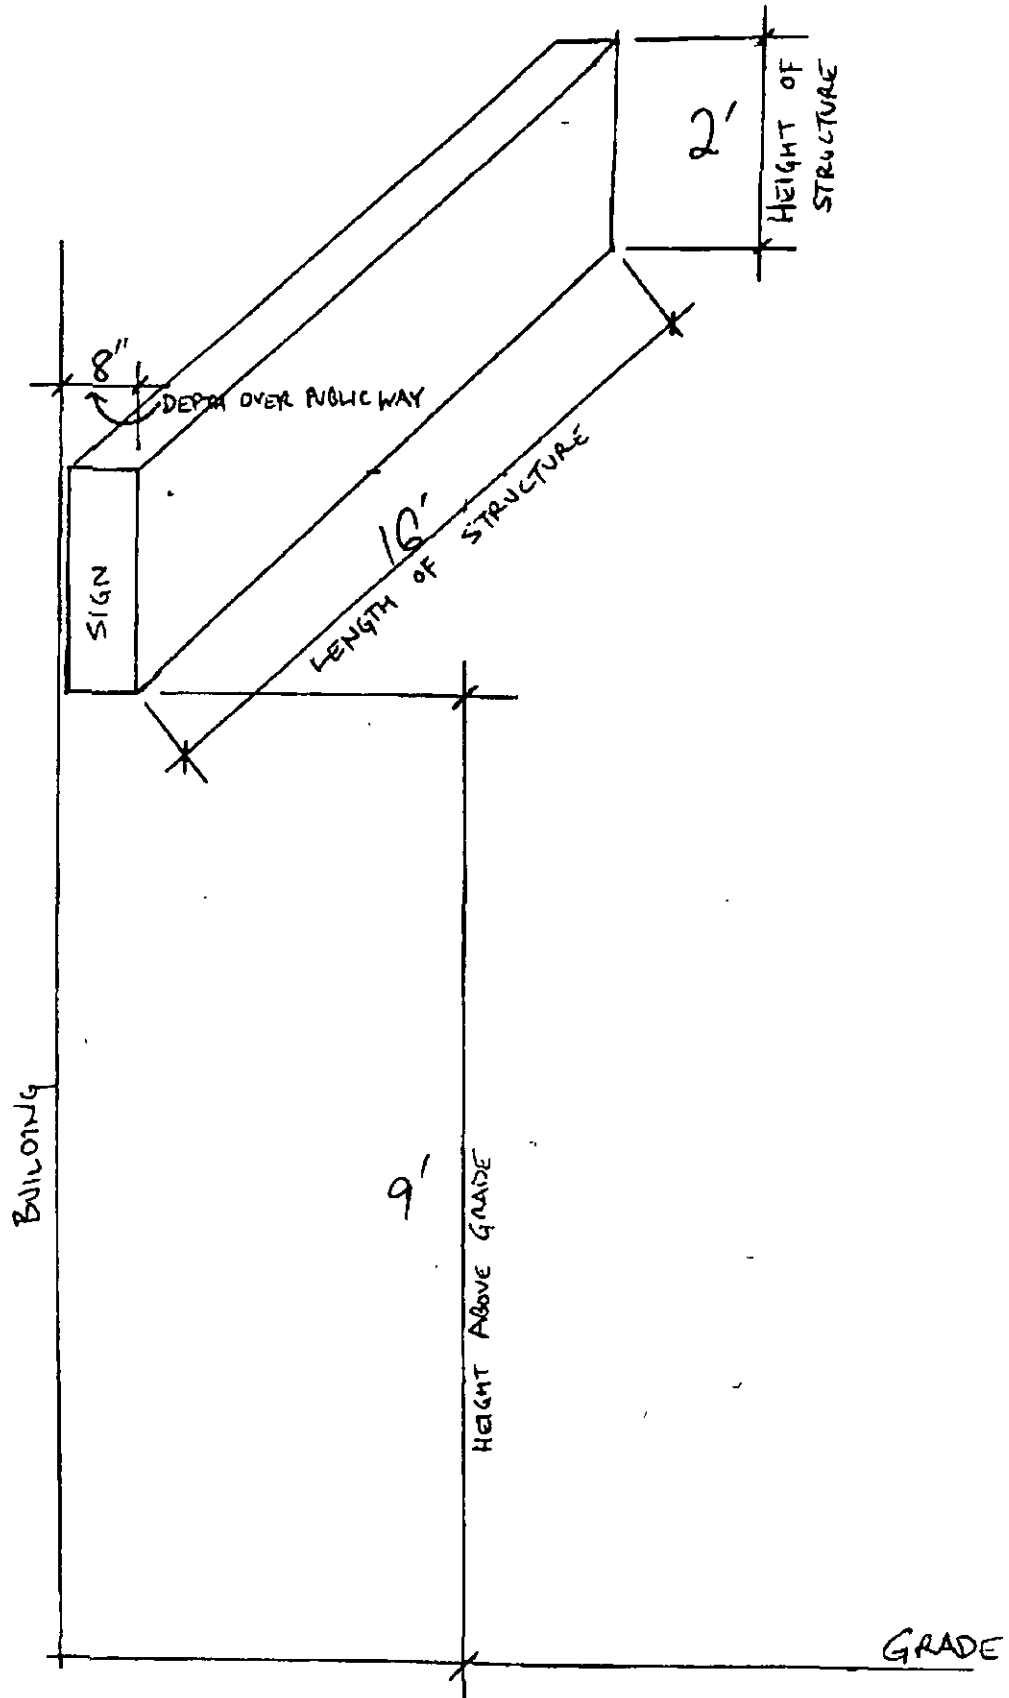 2'
HEIGHT OF
STRUCTURE
8"
DEPTH OVER PUBLIC WAY
SIGN
16'
LENGTH OF STRUCTURE
BUILDING
9'
HEIGHT ABOVE GRADE
GRADE